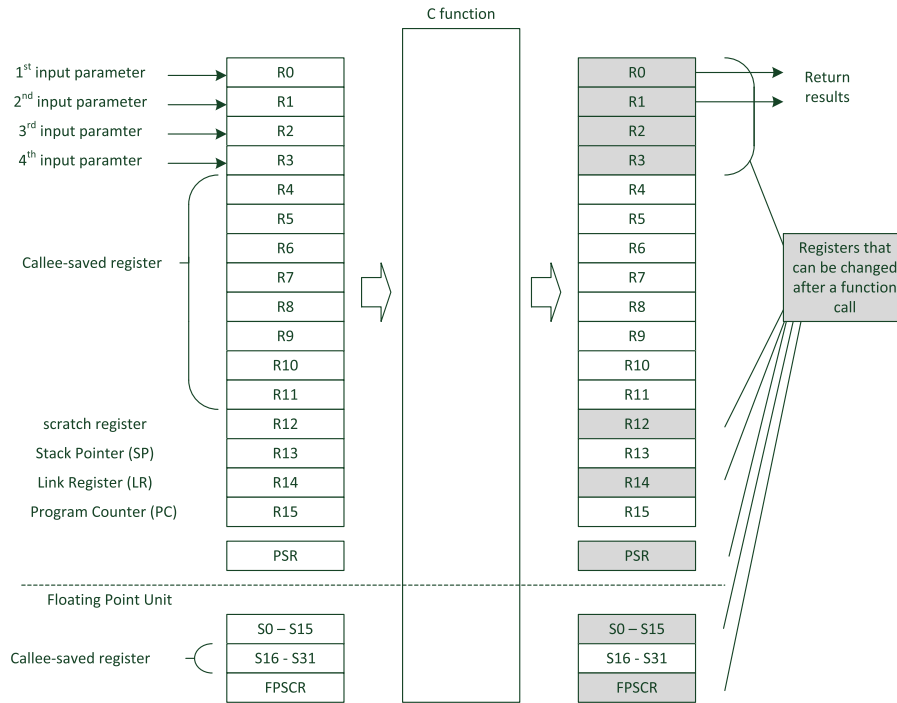 C function
1st input parameter
2nd input parameter
3rd input paramter
4th input paramter
Callee-saved register
scratch register
Stack Pointer (SP)
Link Register (LR)
Program Counter (PC)
R0
R1
R2
R3
R4
R5
R6
R7
R8
R9
R10
R11
R12
R13
R14
R15
PSR
R0
R1
R2
R3
R4
R5
R6
R7
R8
R9
R10
R11
R12
R13
R14
R15
PSR
Return
results
Registers that
can be changed
after a function
call
Floating Point Unit
Callee-saved register
S0 – S15
S16 - S31
FPSCR
S0 – S15
S16 - S31
FPSCR